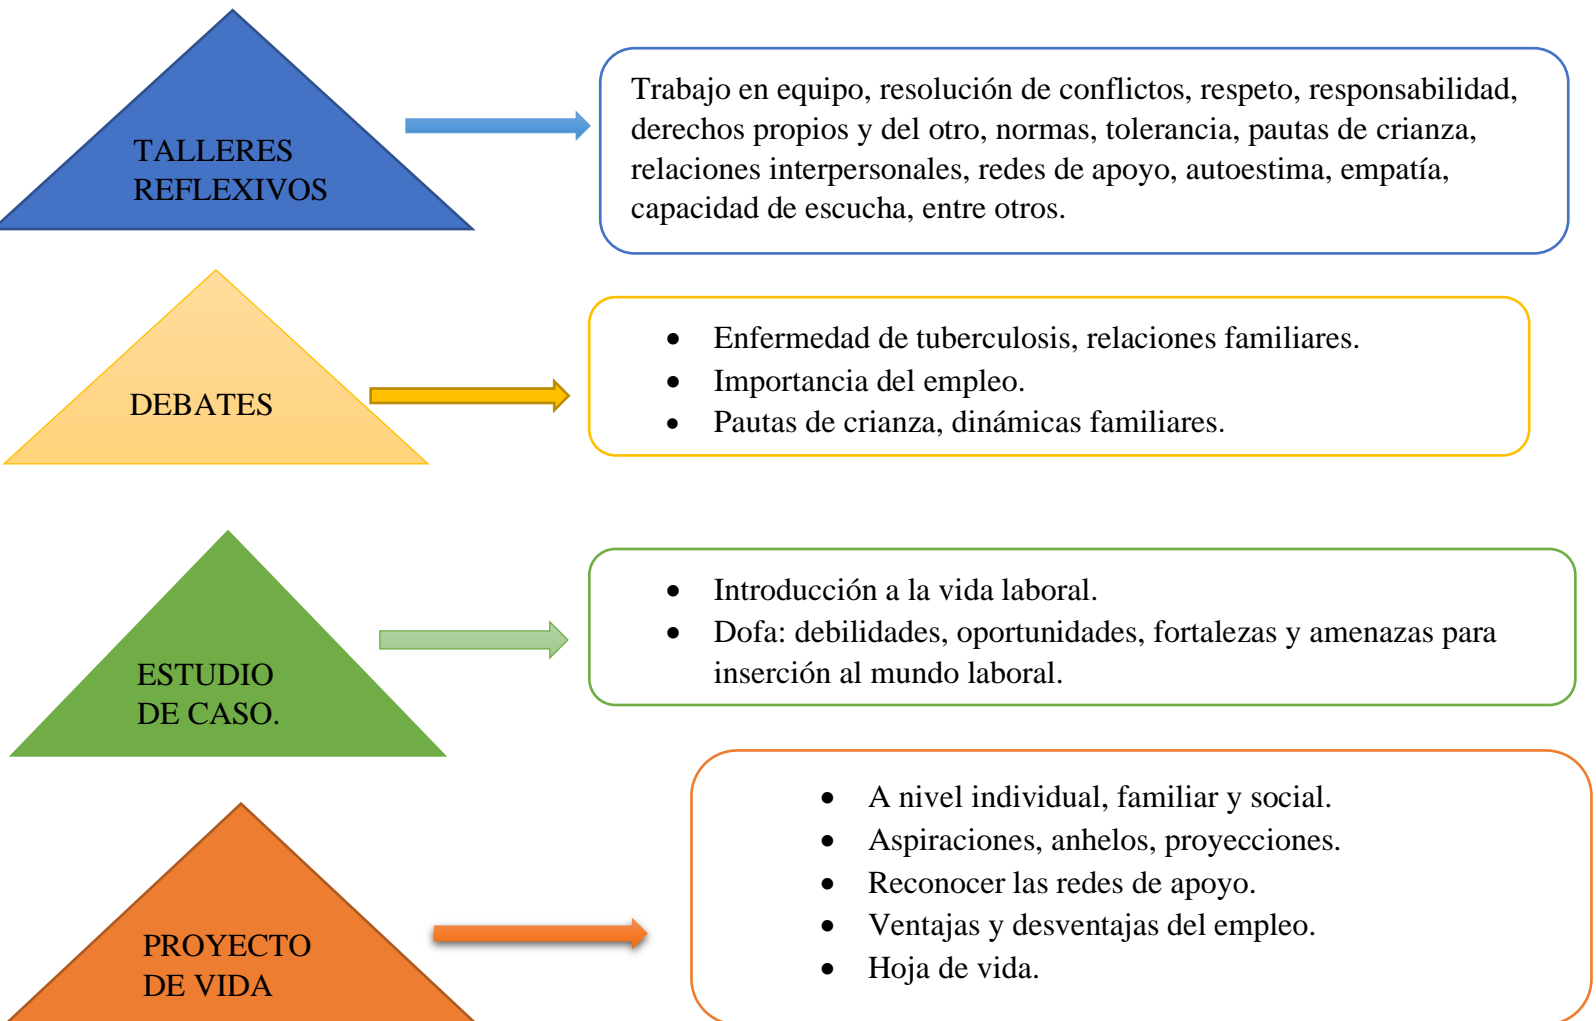 TALLERES
REFLEXIVOS
Trabajo en equipo, resolución de conflictos, respeto, responsabilidad,
derechos propios y del otro, normas, tolerancia, pautas de crianza,
relaciones interpersonales, redes de apoyo, autoestima, empatía,
capacidad de escucha, entre otros.
DEBATES
• Enfermedad de tuberculosis, relaciones familiares.
• Importancia del empleo.
• Pautas de crianza, dinámicas familiares.
ESTUDIO
DE CASO.
• Introducción a la vida laboral.
• Dofa: debilidades, oportunidades, fortalezas y amenazas para
inserción al mundo laboral.
PROYECTO
DE VIDA
• A nivel individual, familiar y social.
• Aspiraciones, anhelos, proyecciones.
• Reconocer las redes de apoyo.
• Ventajas y desventajas del empleo.
• Hoja de vida.